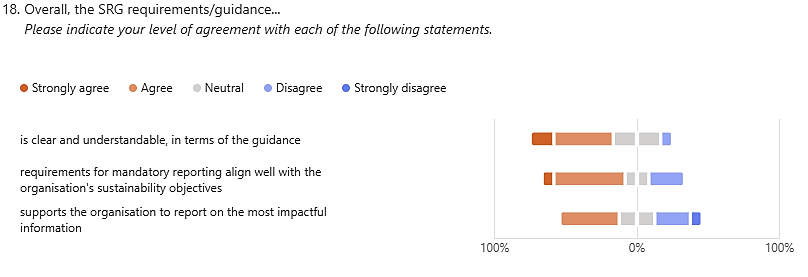 18. Overall, the SRG requirements/guidance...
Please indicate your level of agreement with each of the following statements.
Strongly agree Agree Neutral Disagree Strongly disagree
is clear and understandable, in terms of the guidance
requirements for mandatory reporting align well with the
organisation's sustainability objectives
supports the organisation to report on the most impactful
information
100% 0% 100%